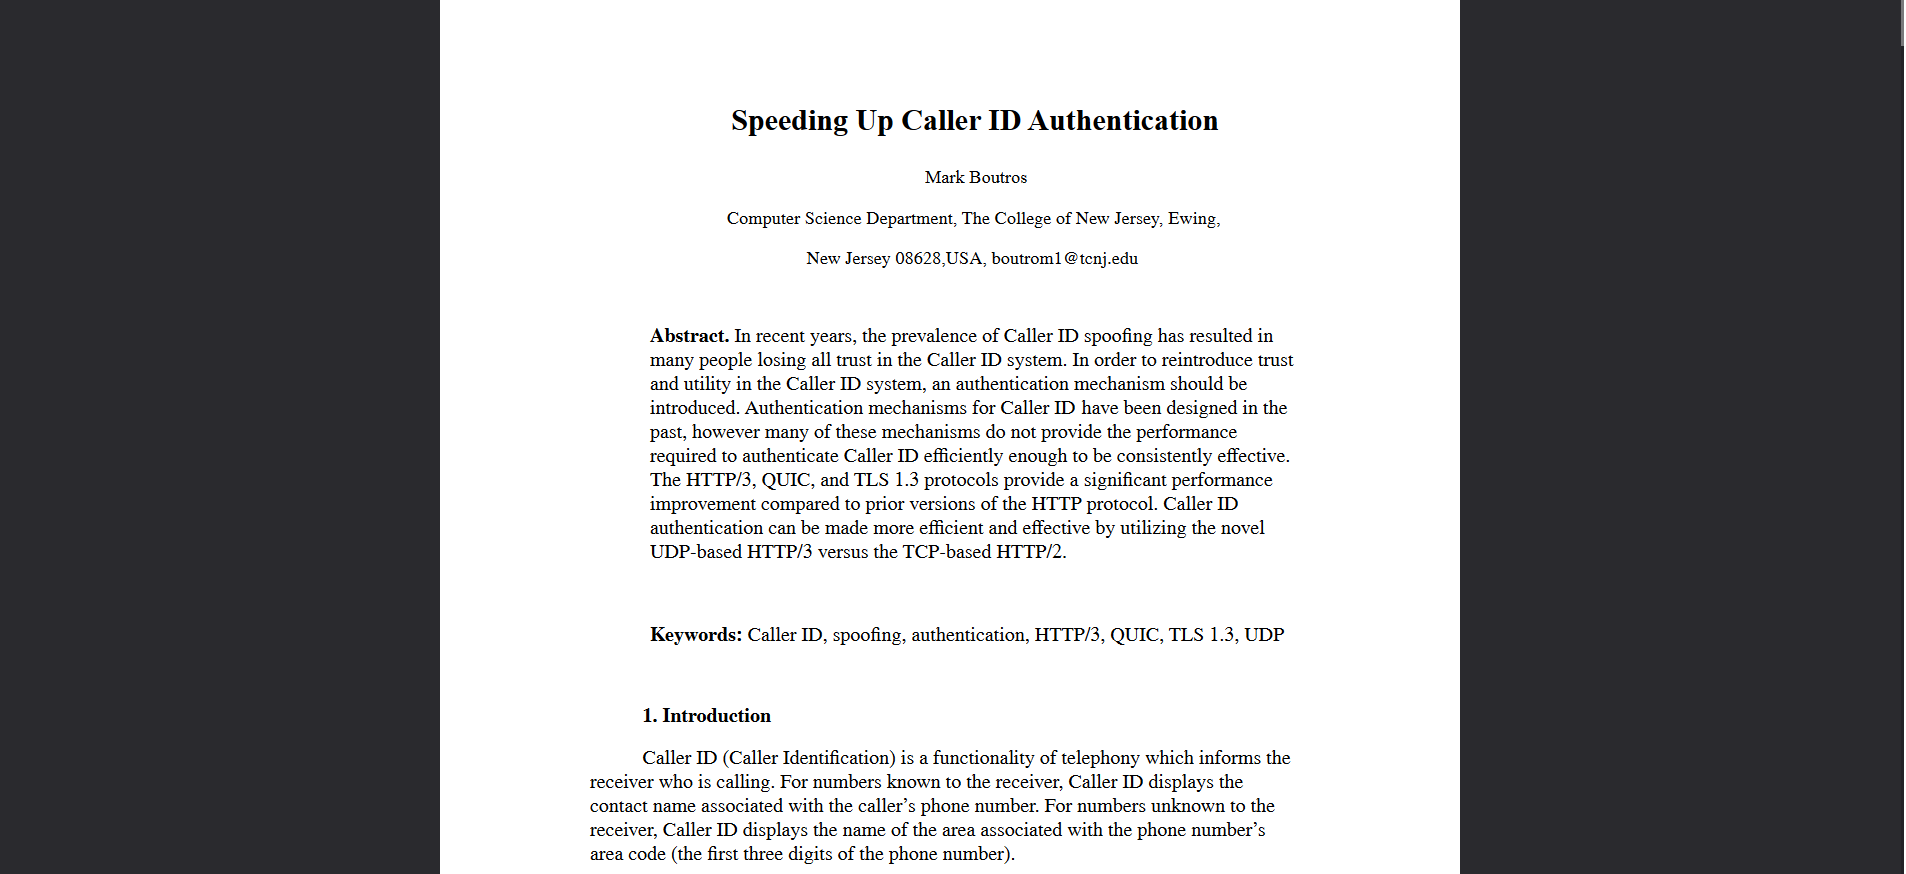 Speeding Up Caller ID Authentication
Mark Boutros
Computer Science Department, The College of New Jersey, Ewing,
New Jersey 08628,USA, boutrom1@tcnj.edu
Abstract. In recent years, the prevalence of Caller ID spoofing has resulted in
many people losing all trust in the Caller ID system. In order to reintroduce trust
and utility in the Caller ID system, an authentication mechanism should be
introduced. Authentication mechanisms for Caller ID have been designed in the
past, however many of these mechanisms do not provide the performance
required to authenticate Caller ID efficiently enough to be consistently effective.
The HTTP/3, QUIC, and TLS 1.3 protocols provide a significant performance
improvement compared to prior versions of the HTTP protocol. Caller ID
authentication can be made more efficient and effective by utilizing the novel
UDP-based HTTP/3 versus the TCP-based HTTP/2.
Keywords: Caller ID, spoofing, authentication, HTTP/3, QUIC, TLS 1.3, UDP
1. Introduction
Caller ID (Caller Identification) is a functionality of telephony which informs the
receiver who is calling. For numbers known to the receiver, Caller ID displays the
contact name associated with the caller’s phone number. For numbers unknown to the
receiver, Caller ID displays the name of the area associated with the phone number’s
area code (the first three digits of the phone number).